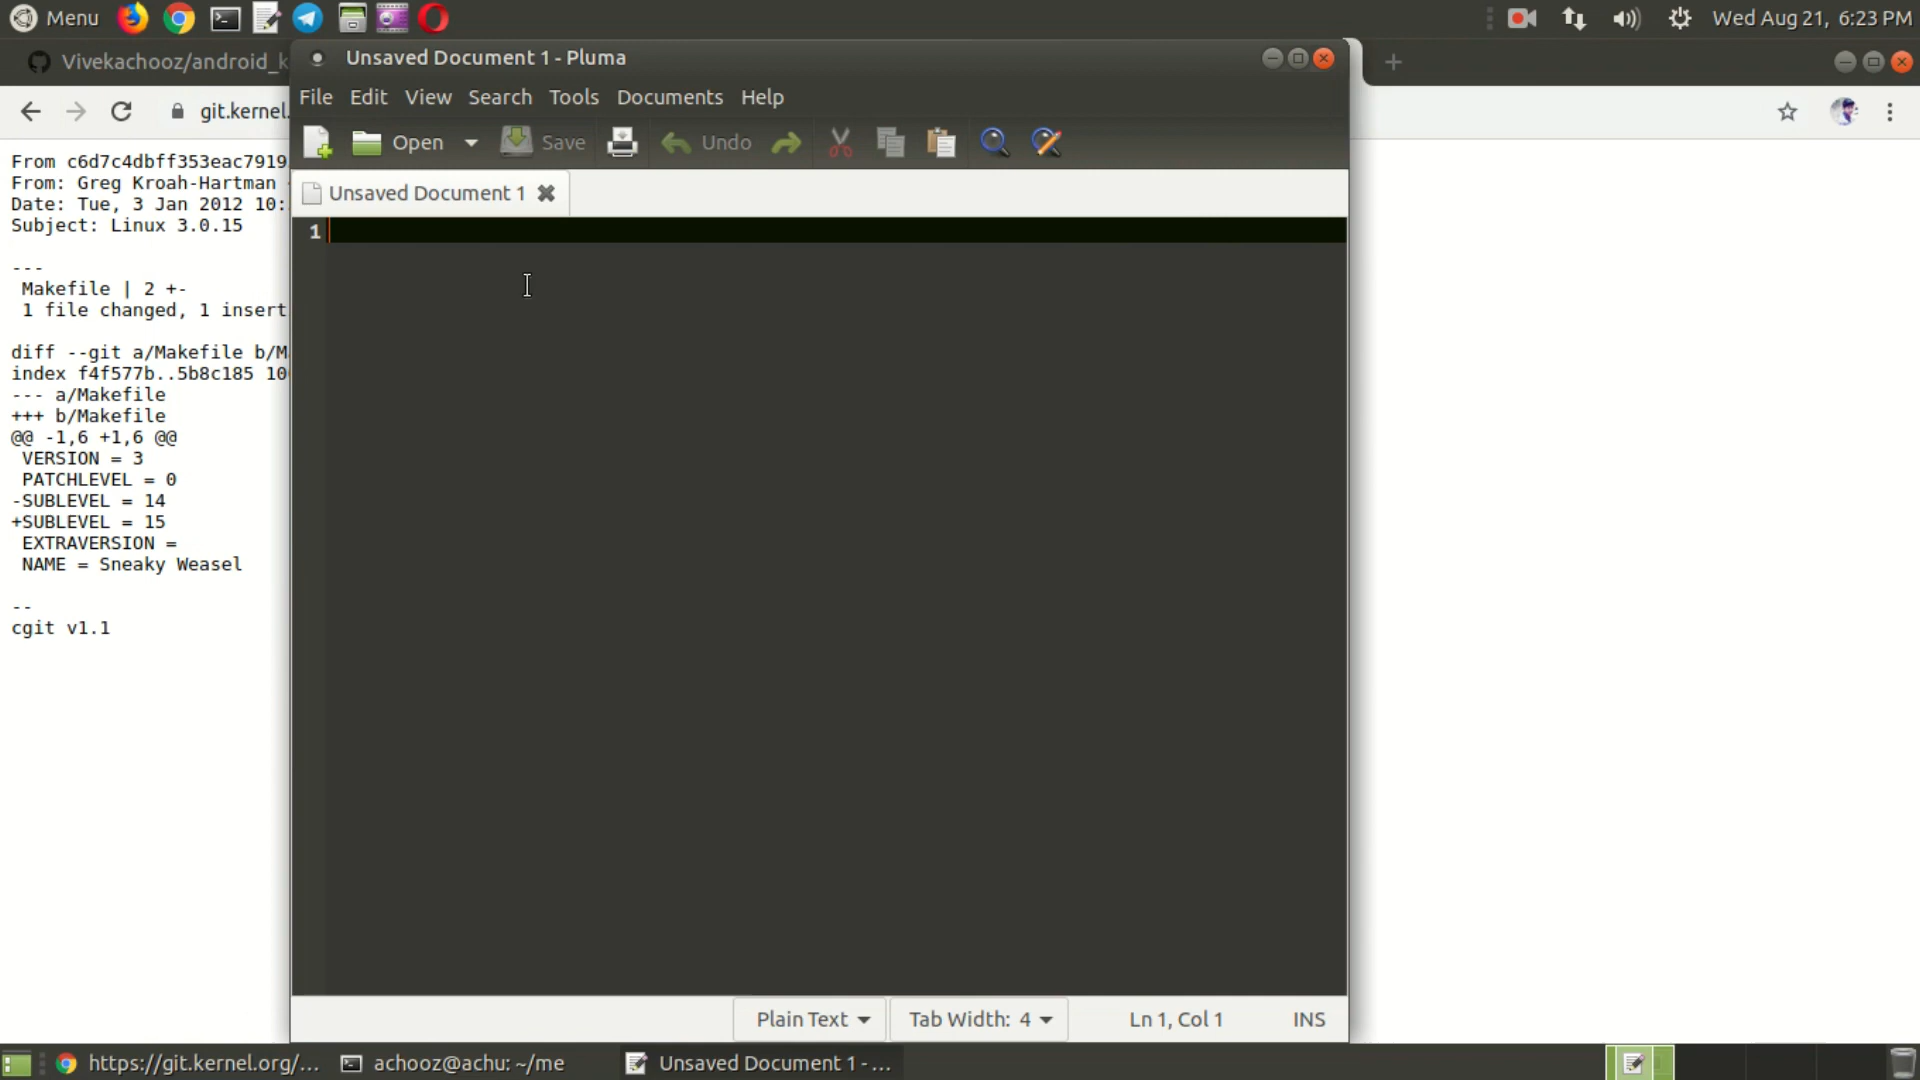 Menu
Wed Aug 21, 6:23 PM
Vivekachooz/android_k
Unsaved Document 1 - Pluma
git.kernel.
File Edit View Search Tools Documents Help
Open Save Undo
Unsaved Document 1
1
From c6d7c4dbff353eac7919
From: Greg Kroah-Hartman
Date: Tue, 3 Jan 2012 10:
Subject: Linux 3.0.15
---
Makefile | 2 +-
1 file changed, 1 insert
diff --git a/Makefile b/M
index f4f577b..5b8c185 10
--- a/Makefile
+++ b/Makefile
@@ -1,6 +1,6 @@
VERSION = 3
PATCHLEVEL = 0
-SUBLEVEL = 14
+SUBLEVEL = 15
EXTRAVERSION =
NAME = Sneaky Weasel
--
cgit v1.1
Plain Text Tab Width: 4 Ln 1, Col 1 INS
https://git.kernel.org/... achooz@achu: ~/me Unsaved Document 1 -...